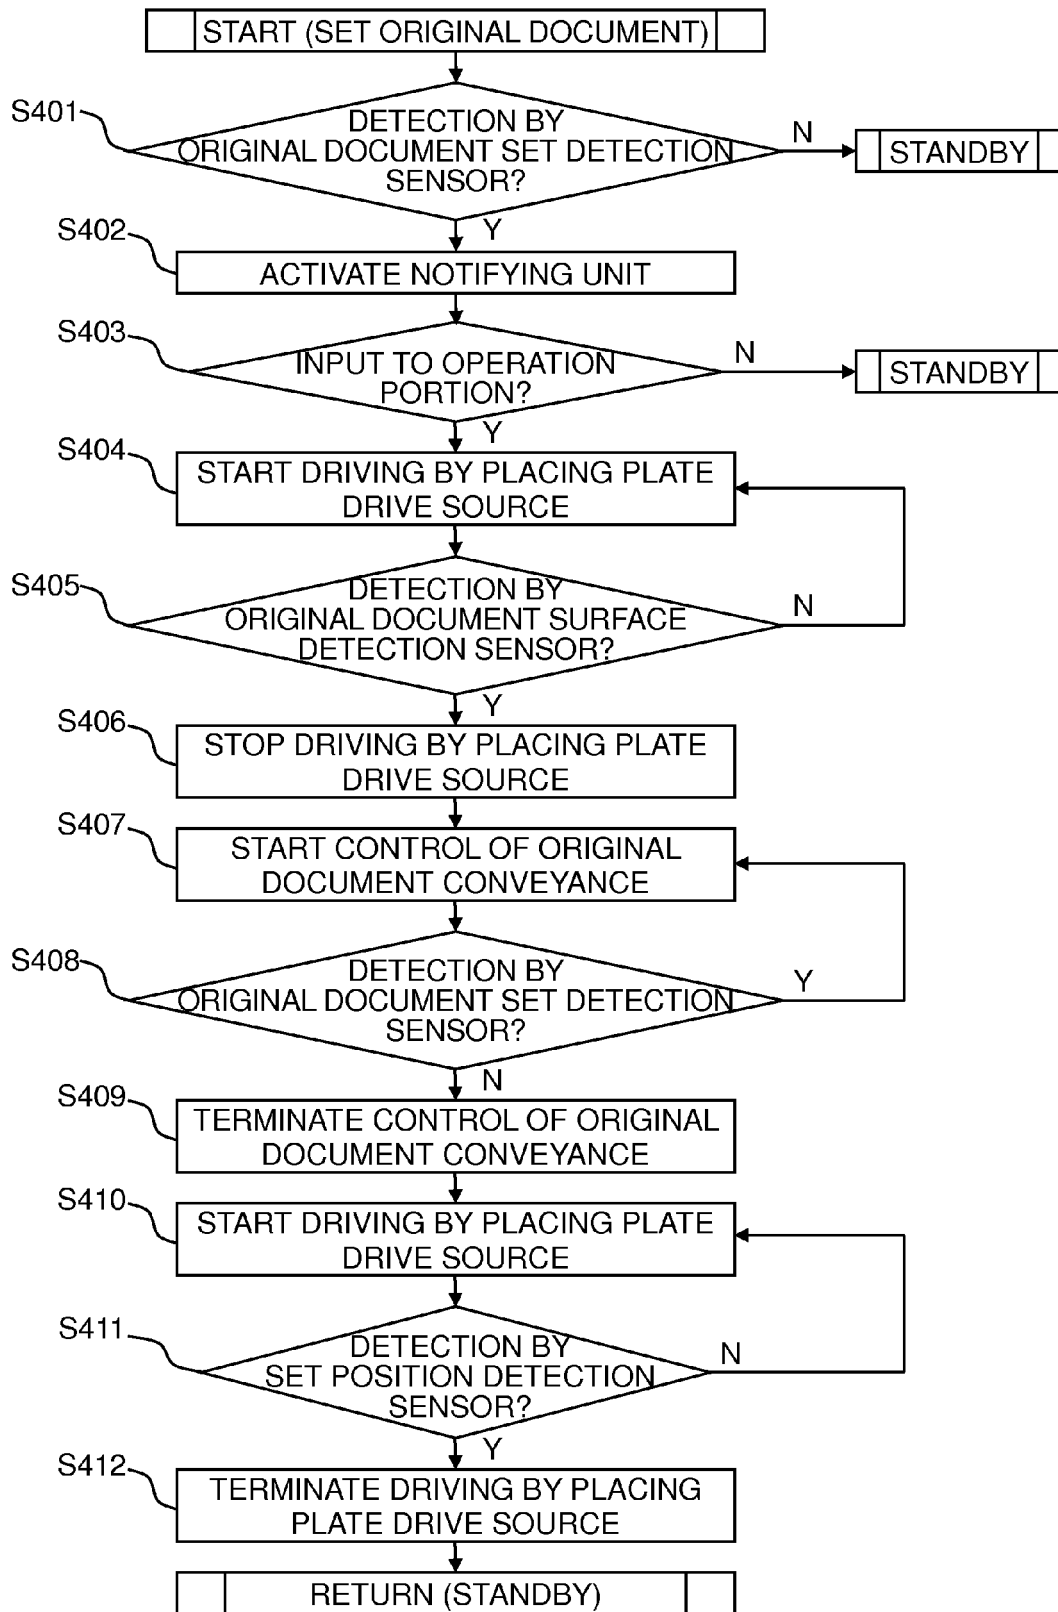 START (SET ORIGINAL DOCUMENT)
S401
DETECTION BY
ORIGINAL DOCUMENT SET DETECTION
SENSOR?
N
STANDBY
Y
S402
ACTIVATE NOTIFYING UNIT
S403
INPUT TO OPERATION
PORTION?
N
STANDBY
Y
S404
START DRIVING BY PLACING PLATE
DRIVE SOURCE
S405
DETECTION BY
ORIGINAL DOCUMENT SURFACE
DETECTION SENSOR?
N
Y
S406
STOP DRIVING BY PLACING PLATE
DRIVE SOURCE
S407
START CONTROL OF ORIGINAL
DOCUMENT CONVEYANCE
S408
DETECTION BY
ORIGINAL DOCUMENT SET DETECTION
SENSOR?
Y
N
S409
TERMINATE CONTROL OF ORIGINAL
DOCUMENT CONVEYANCE
S410
START DRIVING BY PLACING PLATE
DRIVE SOURCE
S411
DETECTION BY
SET POSITION DETECTION
SENSOR?
N
Y
S412
TERMINATE DRIVING BY PLACING
PLATE DRIVE SOURCE
RETURN (STANDBY)